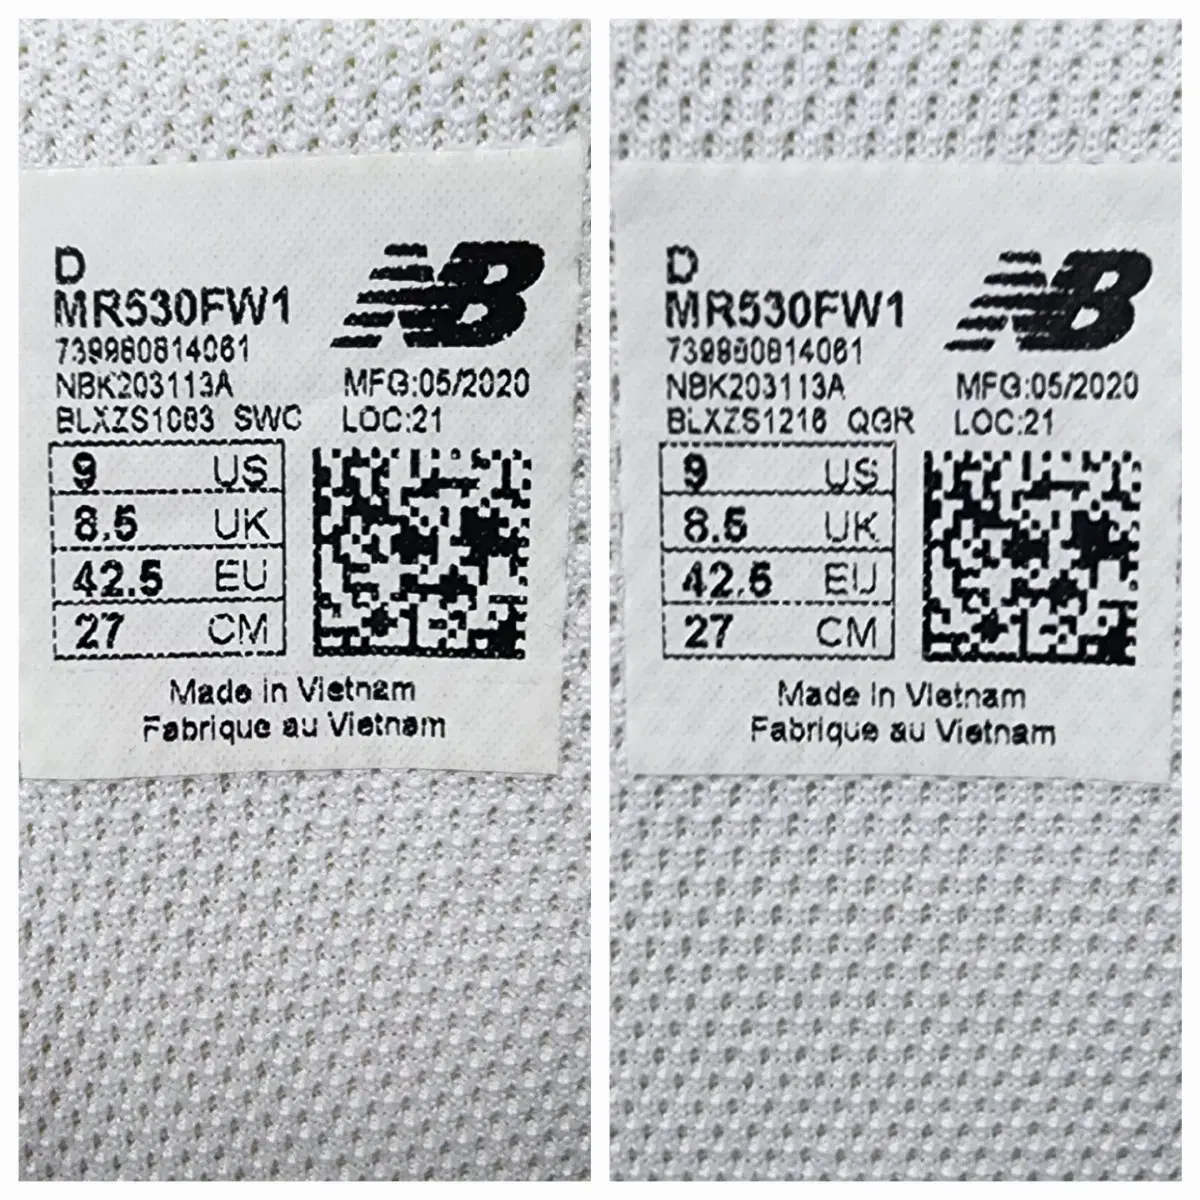 D
NB
MR530FW1
739980814061
NBK203113A
MFG:05/2020
BLXZS1083 SWC
LOC:21
9 US
8.5 UK
42.5 EU
27 CM
Made in Vietnam
Fabrique au Vietnam
D
NB
MR530FW1
739980814061
NBK203113A
MFG:05/2020
BLXZS1216 QGR
LOC:21
9 US
8.5 UK
42.5 EU
27 CM
Made in Vietnam
Fabrique au Vietnam